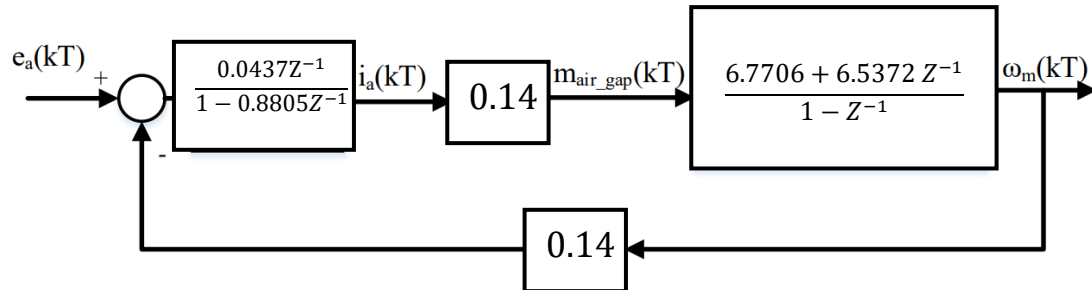 eₐ(kT)
+
-
0.0437Z⁻¹
1 − 0.8805Z⁻¹
iₐ(kT)
0.14
m_air_gap(kT)
6.7706 + 6.5372 Z⁻¹
1 − Z⁻¹
ωₘ(kT)
0.14